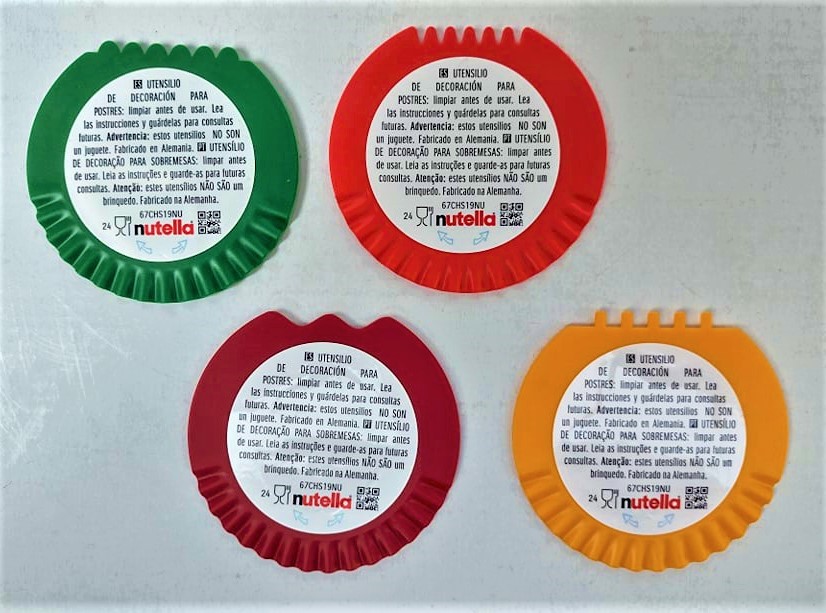 ES UTENSILIO
DE DECORACIÓN PARA
POSTRES: limpiar antes de usar. Lea
las instrucciones y guárdelas para consultas
futuras. Advertencia: estos utensilios NO SON
un juguete. Fabricado en Alemania. PT UTENSÍLIO
DE DECORAÇÃO PARA SOBREMESAS: limpar antes
de usar. Leia as instruções e guarde-as para futuras
consultas. Atenção: estes utensílios NÃO SÃO um
brinquedo. Fabricado na Alemanha.
67CHS19NU
24 nutella
ES UTENSILIO
DE DECORACIÓN PARA
POSTRES: limpiar antes de usar. Lea
las instrucciones y guárdelas para consultas
futuras. Advertencia: estos utensilios NO SON
un juguete. Fabricado en Alemania. PT UTENSÍLIO
DE DECORAÇÃO PARA SOBREMESAS: limpar antes
de usar. Leia as instruções e guarde-as para futuras
consultas. Atenção: estes utensílios NÃO SÃO um
brinquedo. Fabricado na Alemanha.
67CHS19NU
24 nutella
ES UTENSILIO
DE DECORACIÓN PARA
POSTRES: limpiar antes de usar. Lea
las instrucciones y guárdelas para consultas
futuras. Advertencia: estos utensilios NO SON
un juguete. Fabricado en Alemania. PT UTENSÍLIO
DE DECORAÇÃO PARA SOBREMESAS: limpar antes
de usar. Leia as instruções e guarde-as para futuras
consultas. Atenção: estes utensílios NÃO SÃO um
brinquedo. Fabricado na Alemanha.
67CHS19NU
24 nutella
ES UTENSILIO
DE DECORACIÓN PARA
POSTRES: limpiar antes de usar. Lea
las instrucciones y guárdelas para consultas
futuras. Advertencia: estos utensilios NO SON
un juguete. Fabricado en Alemania. PT UTENSÍLIO
DE DECORAÇÃO PARA SOBREMESAS: limpar antes
de usar. Leia as instruções e guarde-as para futuras
consultas. Atenção: estes utensílios NÃO SÃO um
brinquedo. Fabricado na Alemanha.
67CHS19NU
24 nutella